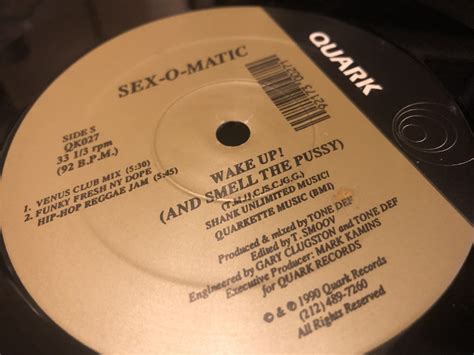 SEX-O-MATIC
QUARK
92173 00271
SIDE S
QK027
33 1/3 rpm
(92 B.P.M.)
1. VENUS CLUB MIX (5:30)
2. FUNKY FRESH NY DOPE
HIP-HOP REGGAE JAM (5:45)
WAKE UP!
(AND SMELL THE PUSSY)
SHANK UNLIMITED MUSIC/
QUARKETTE MUSIC (BMI)
Produced & mixed by TONE DEF
Edited by T. SMOOV
Engineered by GARY CLUGSTON and TONE DEF
Executive Producer: MARK KAMINS
for QUARK RECORDS
© & ℗ 1990 Quark Records
(212) 489-7260
All Rights Reserved